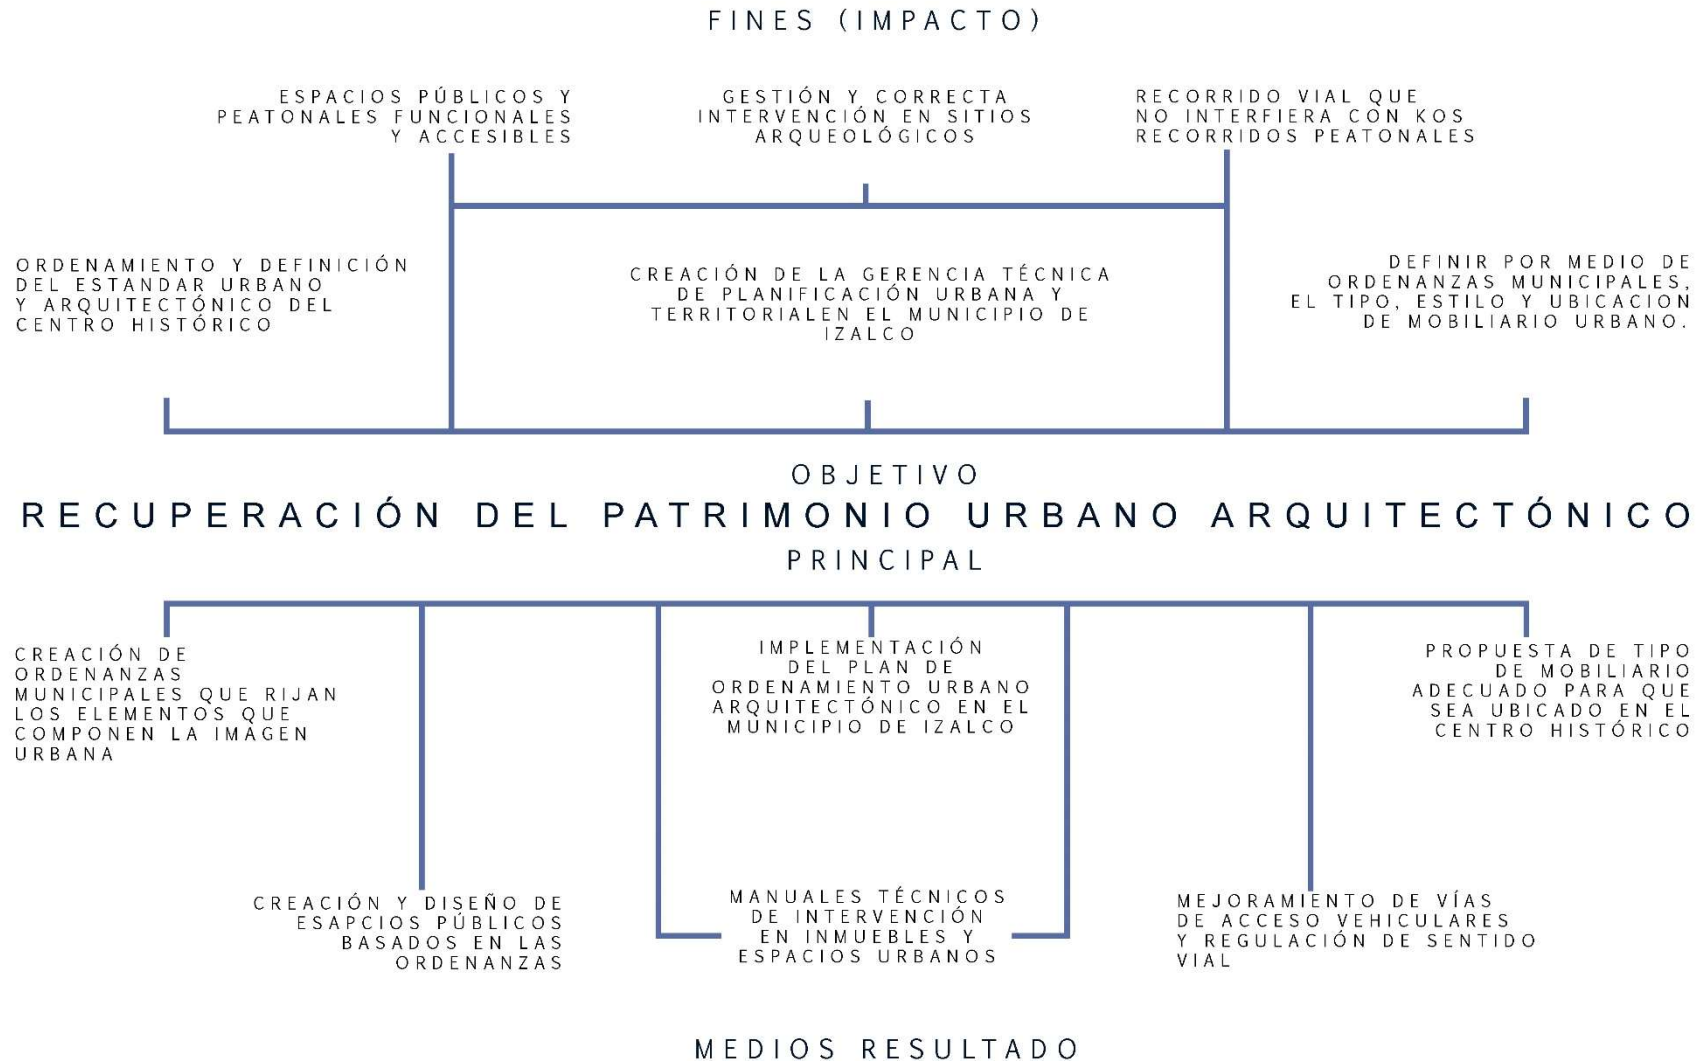 FINES (IMPACTO)
ESPACIOS PÚBLICOS Y
PEATONALES FUNCIONALES
Y ACCESIBLES
GESTIÓN Y CORRECTA
INTERVENCIÓN EN SITIOS
ARQUEOLÓGICOS
RECORRIDO VIAL QUE
NO INTERFIERA CON KOS
RECORRIDOS PEATONALES
ORDENAMIENTO Y DEFINICIÓN
DEL ESTANDAR URBANO
Y ARQUITECTÓNICO DEL
CENTRO HISTÓRICO
CREACIÓN DE LA GERENCIA TÉCNICA
DE PLANIFICACIÓN URBANA Y
TERRITORIALEN EL MUNICIPIO DE
IZALCO
DEFINIR POR MEDIO DE
ORDENANZAS MUNICIPALES,
EL TIPO, ESTILO Y UBICACION
DE MOBILIARIO URBANO.
OBJETIVO
RECUPERACIÓN DEL PATRIMONIO URBANO ARQUITECTÓNICO
PRINCIPAL
CREACIÓN DE
ORDENANZAS
MUNICIPALES QUE RIJAN
LOS ELEMENTOS QUE
COMPONEN LA IMAGEN
URBANA
IMPLEMENTACIÓN
DEL PLAN DE
ORDENAMIENTO URBANO
ARQUITECTÓNICO EN EL
MUNICIPIO DE IZALCO
PROPUESTA DE TIPO
DE MOBILIARIO
ADECUADO PARA QUE
SEA UBICADO EN EL
CENTRO HISTÓRICO
CREACIÓN Y DISEÑO DE
ESAPCIOS PÚBLICOS
BASADOS EN LAS
ORDENANZAS
MANUALES TÉCNICOS
DE INTERVENCIÓN
EN INMUEBLES Y
ESPACIOS URBANOS
MEJORAMIENTO DE VÍAS
DE ACCESO VEHICULARES
Y REGULACIÓN DE SENTIDO
VIAL
MEDIOS RESULTADO